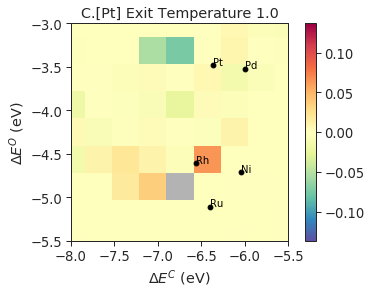 C.[Pt] Exit Temperature 1.0
−3.0
−3.5
−4.0
−4.5
−5.0
−5.5
ΔE^O (eV)
Pt
Pd
Rh
Ni
Ru
−8.0 −7.5 −7.0 −6.5 −6.0 −5.5
ΔE^C (eV)
0.10
0.05
0.00
−0.05
−0.10